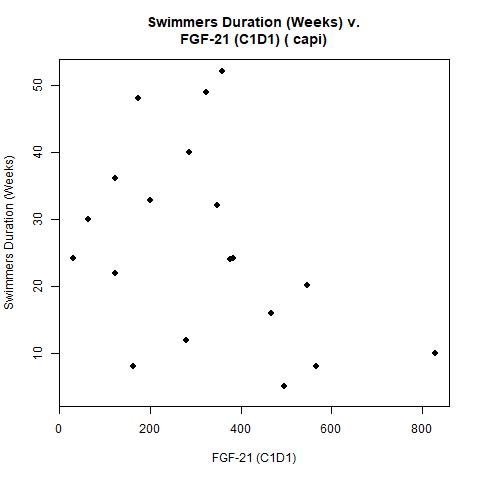 Swimmers Duration (Weeks) v.
FGF-21 (C1D1) ( capi)
Swimmers Duration (Weeks)
50
40
30
20
10
0
200
400
600
800
FGF-21 (C1D1)